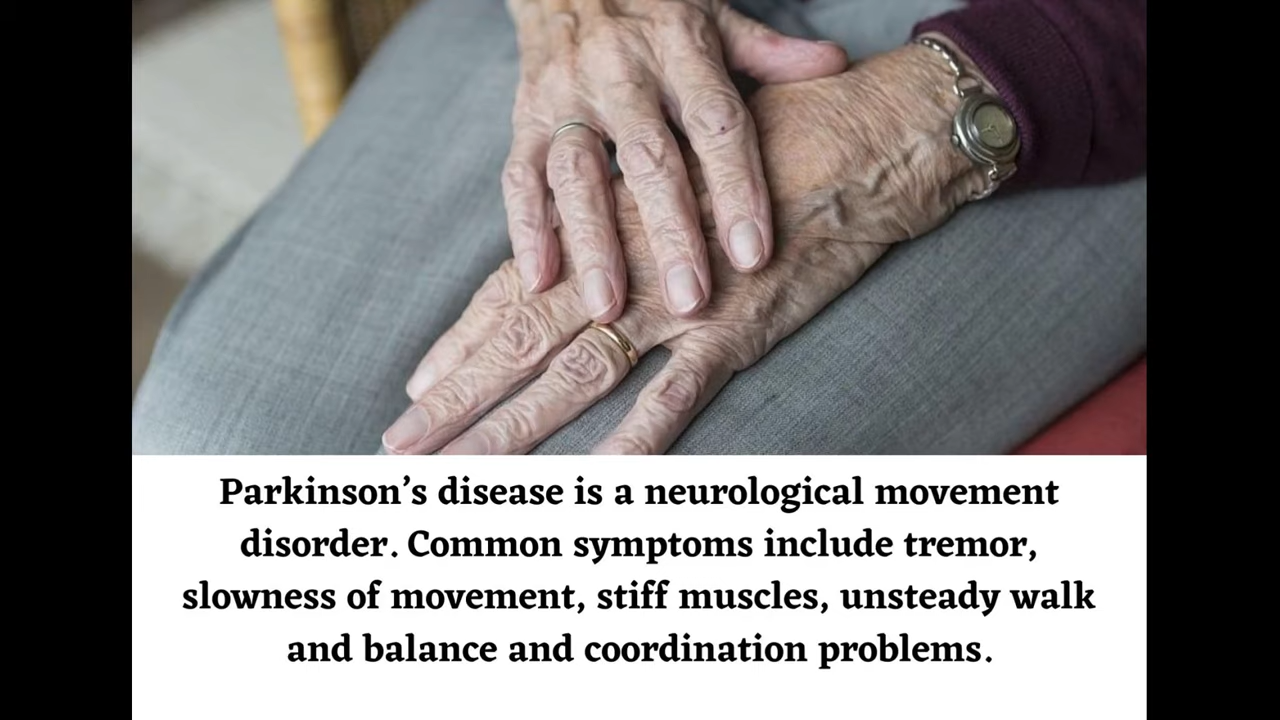 Parkinson’s disease is a neurological movement
disorder. Common symptoms include tremor,
slowness of movement, stiff muscles, unsteady walk
and balance and coordination problems.